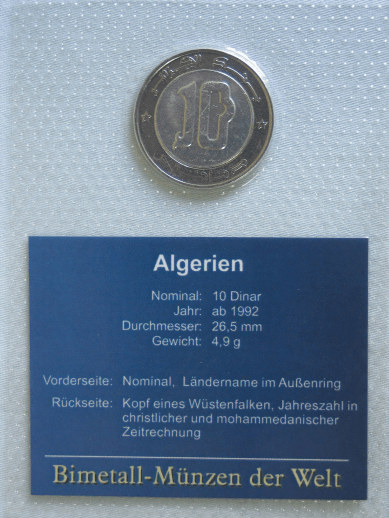 10
Algerien
Nominal: 10 Dinar
Jahr: ab 1992
Durchmesser: 26,5 mm
Gewicht: 4,9 g
Vorderseite: Nominal, Ländername im Außenring
Rückseite: Kopf eines Wüstenfalken, Jahreszahl in
christlicher und mohammedanischer
Zeitrechnung
Bimetall-Münzen der Welt